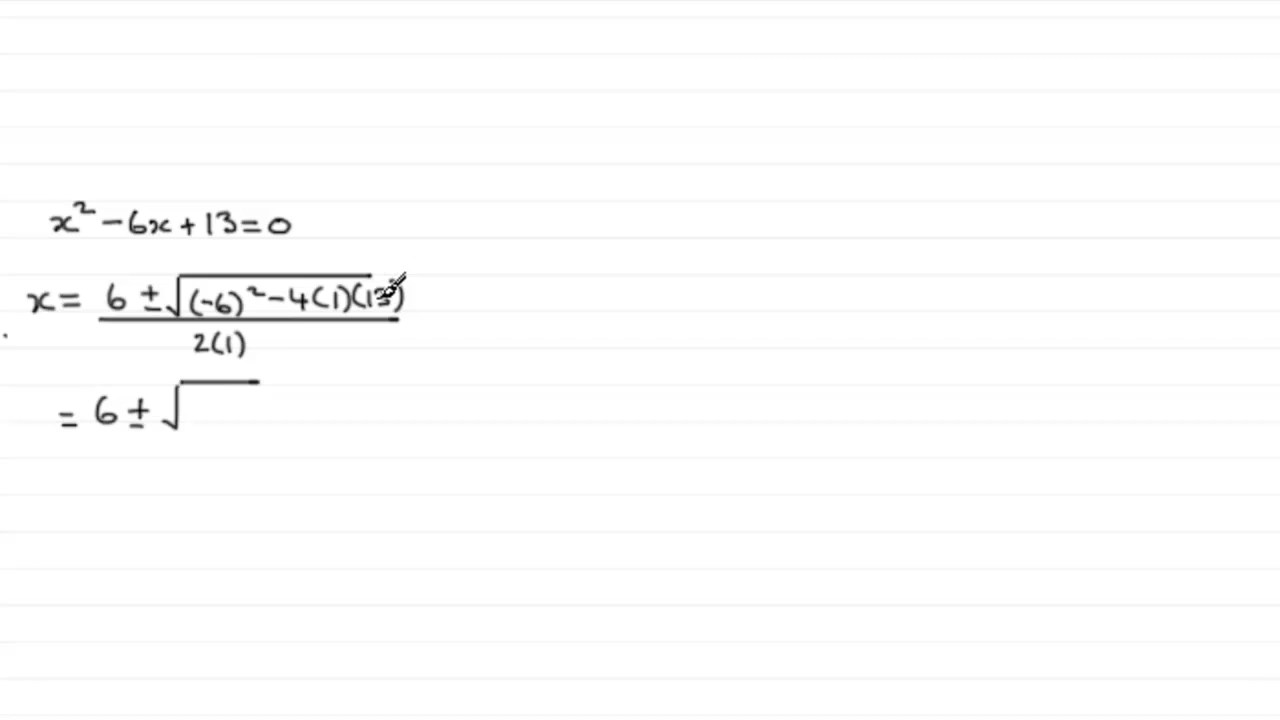 x² - 6x + 13 = 0
x = 6 ± √(-6)² - 4(1)(13)
2(1)
= 6 ± √